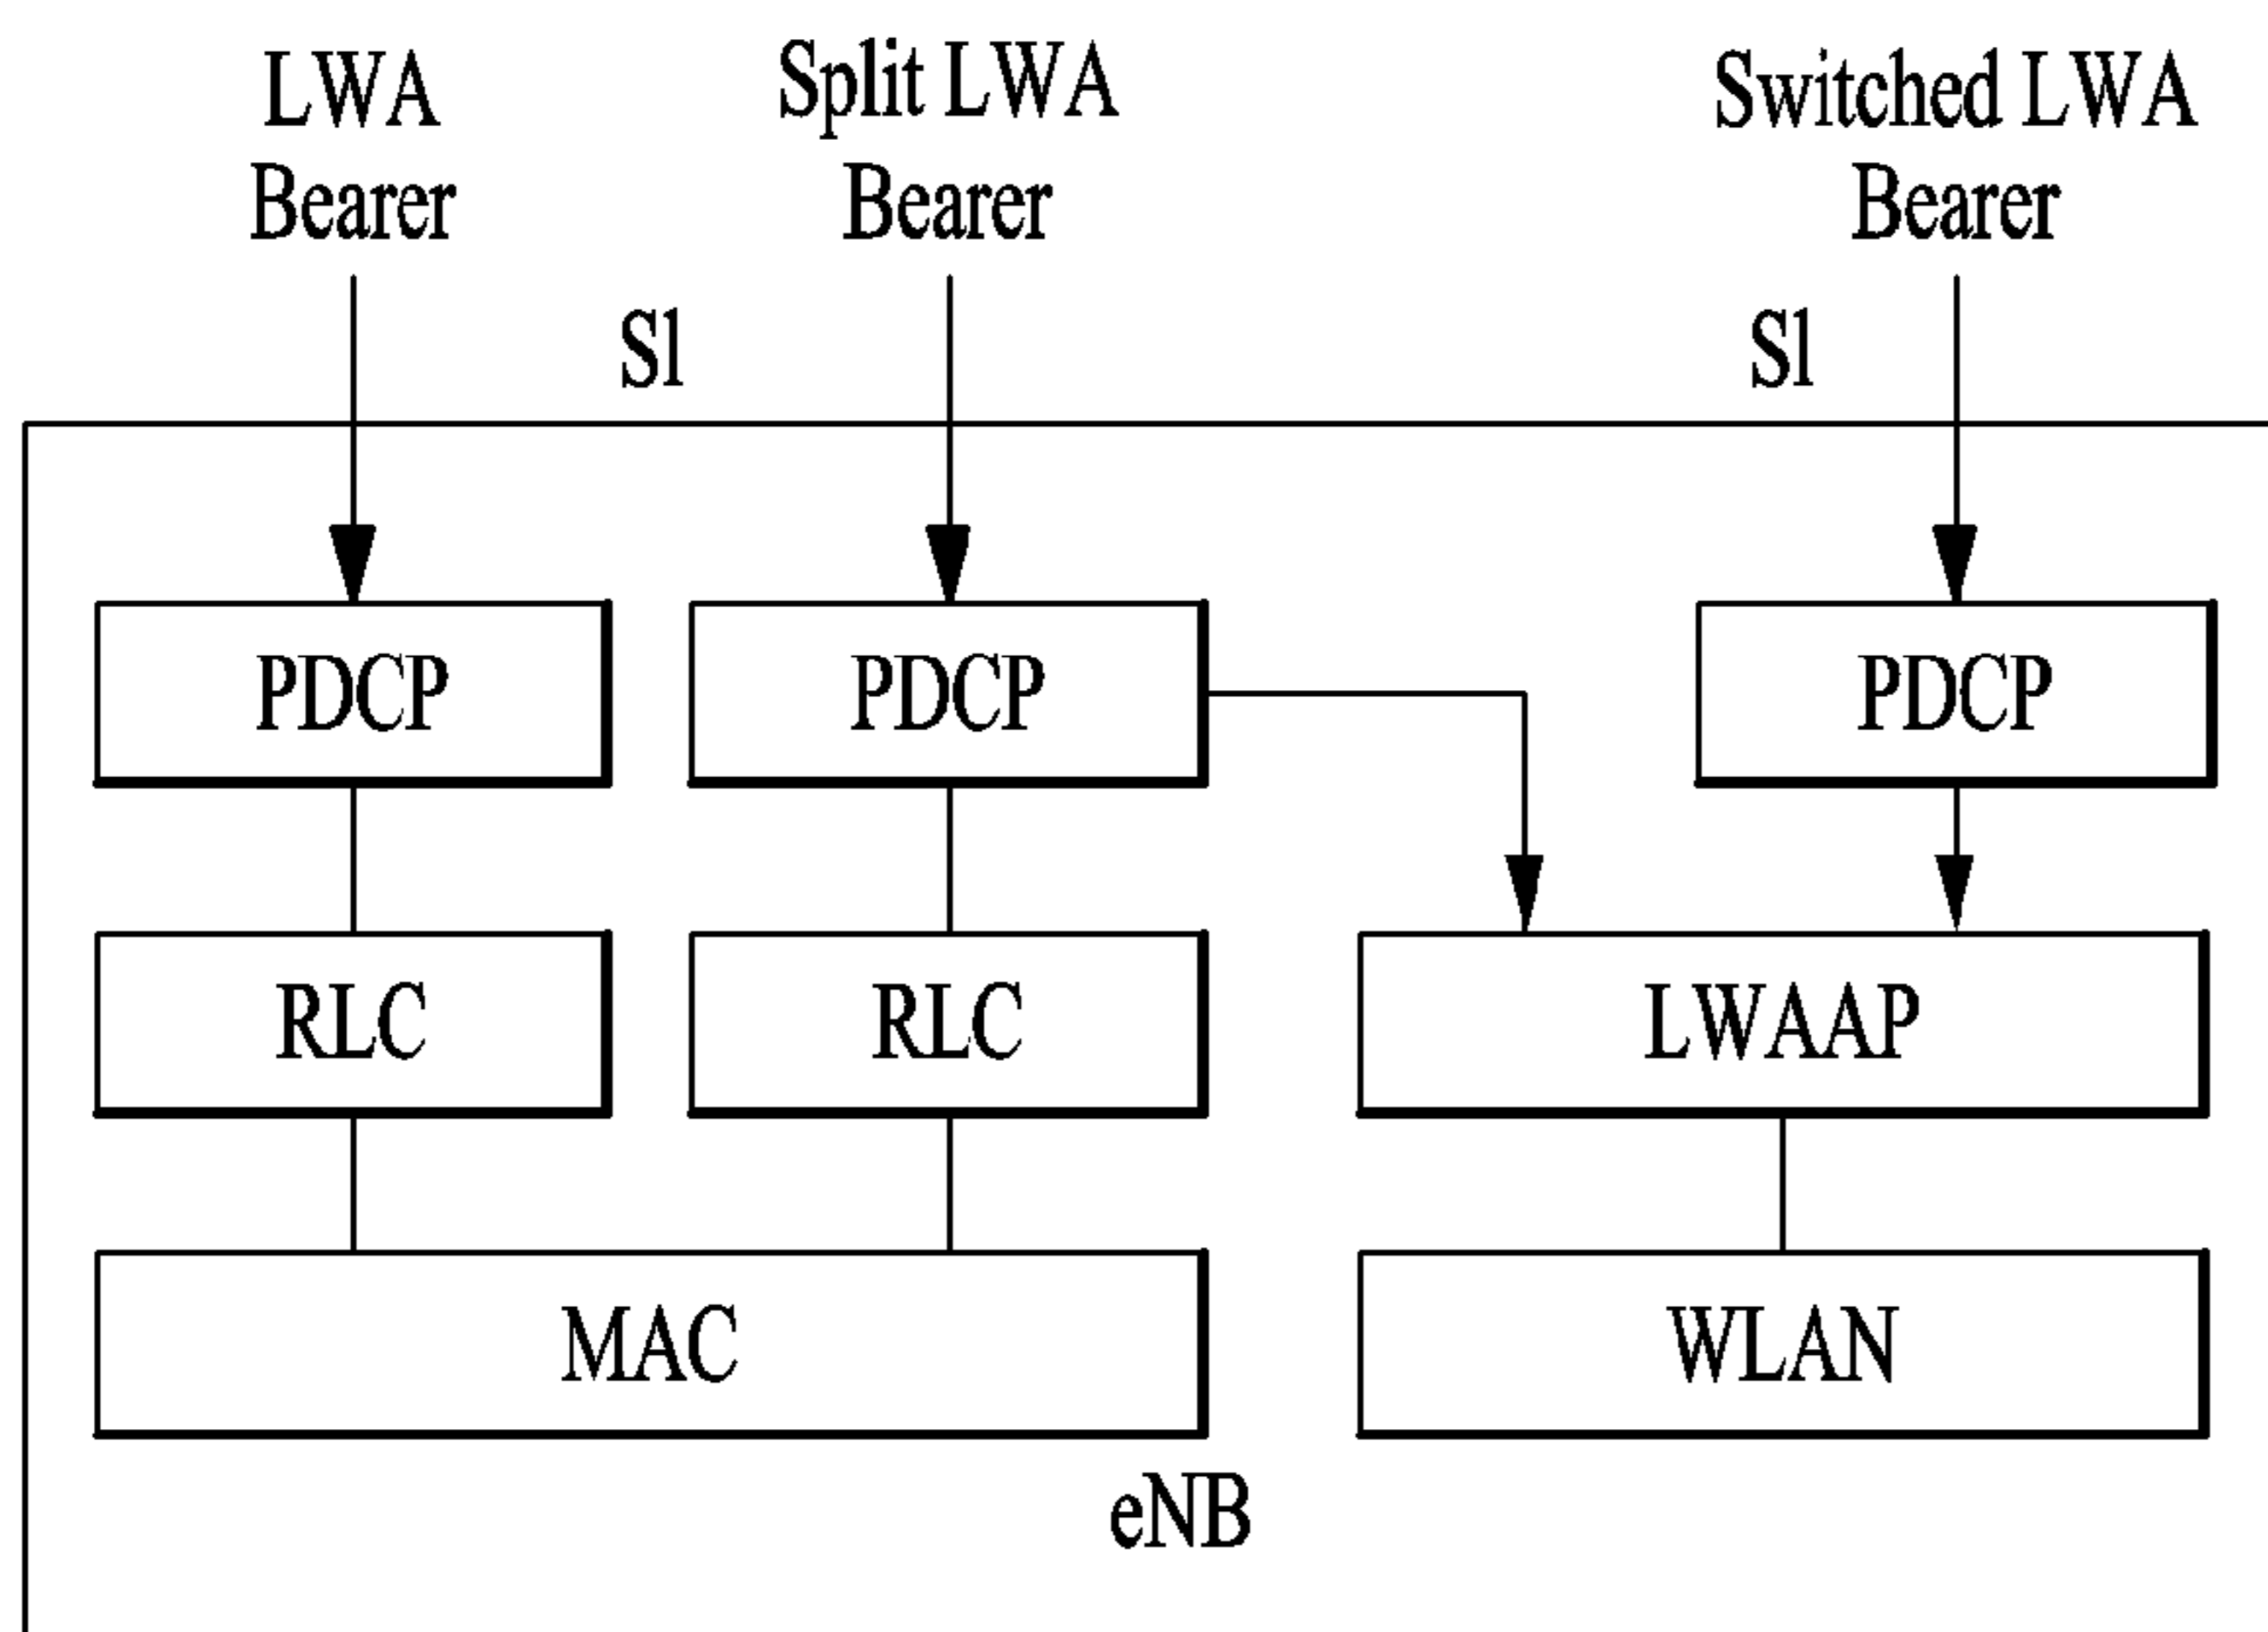 LWA
Bearer
Split LWA
Bearer
Switched LWA
Bearer
Sl
Sl
PDCP
PDCP
PDCP
RLC
RLC
LWAAP
MAC
WLAN
eNB